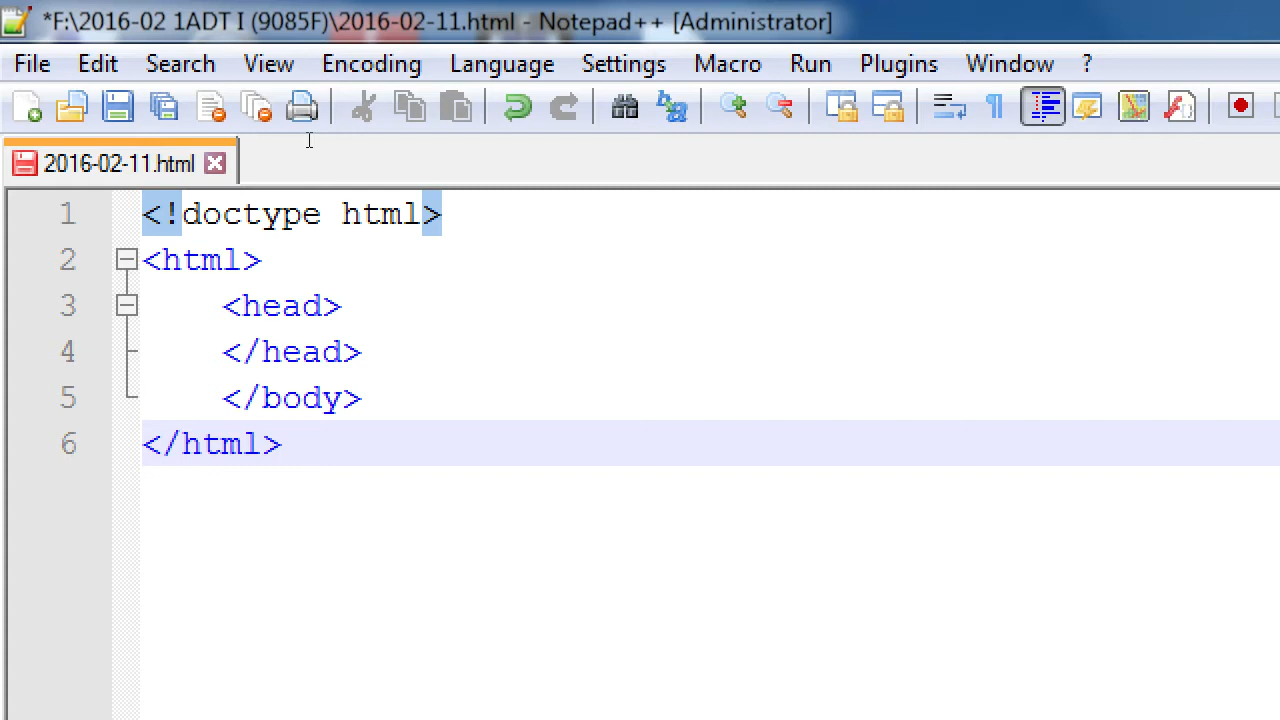 *F:\2016-02 1ADT I (9085F)\2016-02-11.html - Notepad++ [Administrator]
File Edit Search View Encoding Language Settings Macro Run Plugins Window ?
2016-02-11.html
1 <!doctype html>
2 <html>
3 <head>
4 </head>
5 </body>
6 </html>